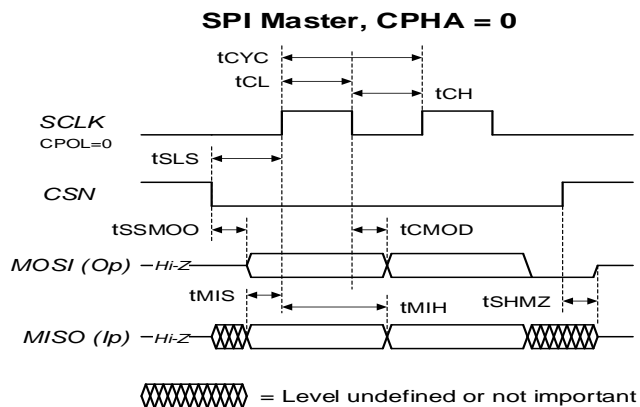 SPI Master, CPHA = 0
tCYC
tCL
tCH
SCLK
CPOL=0
tSLS
CSN
tSSMOO
tCMOD
MOSI (Op)
Hi-Z
tMIS
tMIH
tSHMZ
MISO (Ip)
Hi-Z
= Level undefined or not important